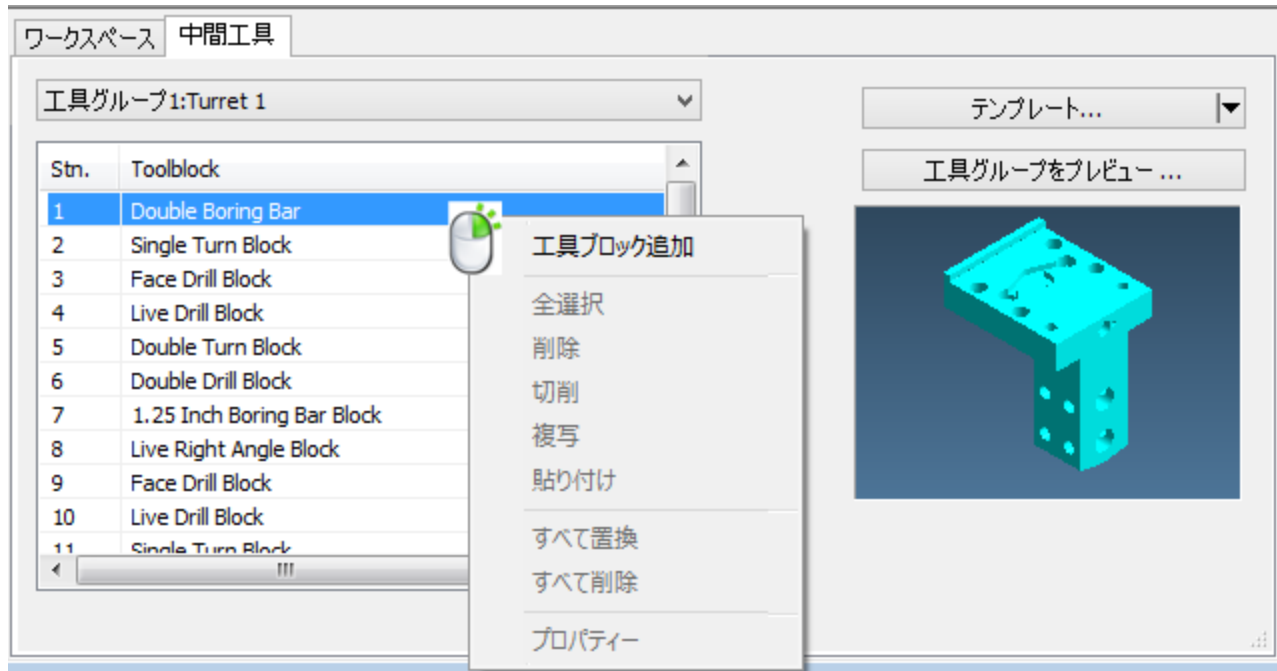 ワークスペース
中間工具
工具グループ1:Turret 1
テンプレート...
工具グループをプレビュー ...
Stn. Toolblock
1 Double Boring Bar
2 Single Turn Block
3 Face Drill Block
4 Live Drill Block
5 Double Turn Block
6 Double Drill Block
7 1.25 Inch Boring Bar Block
8 Live Right Angle Block
9 Face Drill Block
10 Live Drill Block
11 Single Turn Block
工具ブロック追加
全選択
削除
切削
複写
貼り付け
すべて置換
すべて削除
プロパティー